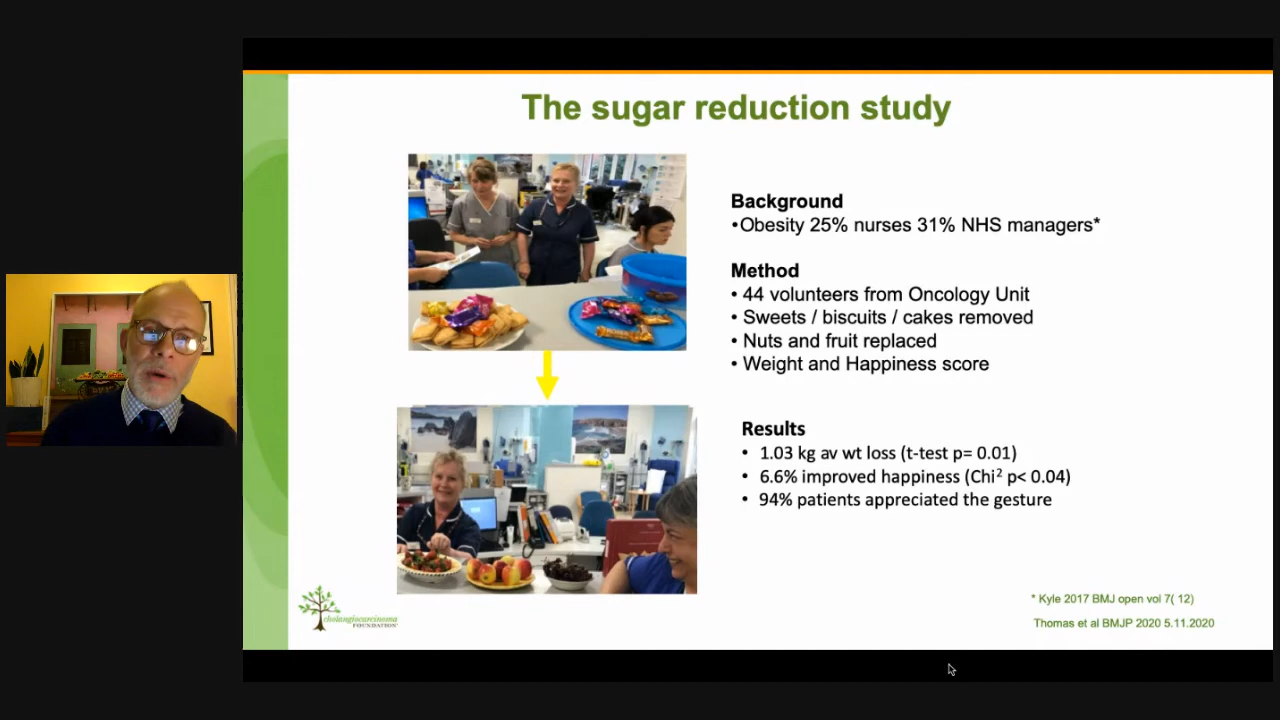 The sugar reduction study
Background
•Obesity 25% nurses 31% NHS managers*
Method
• 44 volunteers from Oncology Unit
• Sweets / biscuits / cakes removed
• Nuts and fruit replaced
• Weight and Happiness score
Results
• 1.03 kg av wt loss (t-test p= 0.01)
• 6.6% improved happiness (Chi² p< 0.04)
• 94% patients appreciated the gesture
* Kyle 2017 BMJ open vol 7( 12)
Thomas et al BMJP 2020 5.11.2020
cholangiocarcinoma
FOUNDATION